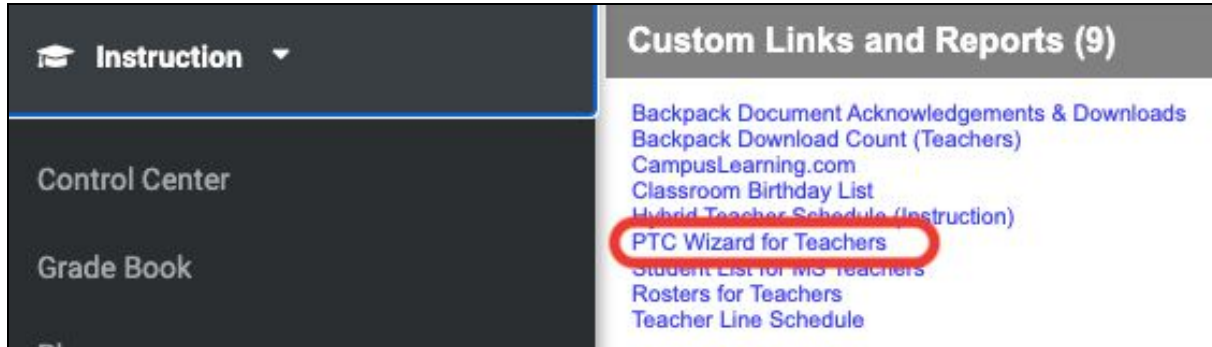 Instruction
Control Center
Grade Book
Custom Links and Reports (9)
Backpack Document Acknowledgements & Downloads
Backpack Download Count (Teachers)
CampusLearning.com
Classroom Birthday List
Hybrid Teacher Schedule (Instruction)
PTC Wizard for Teachers
Student List for MS Teachers
Rosters for Teachers
Teacher Line Schedule